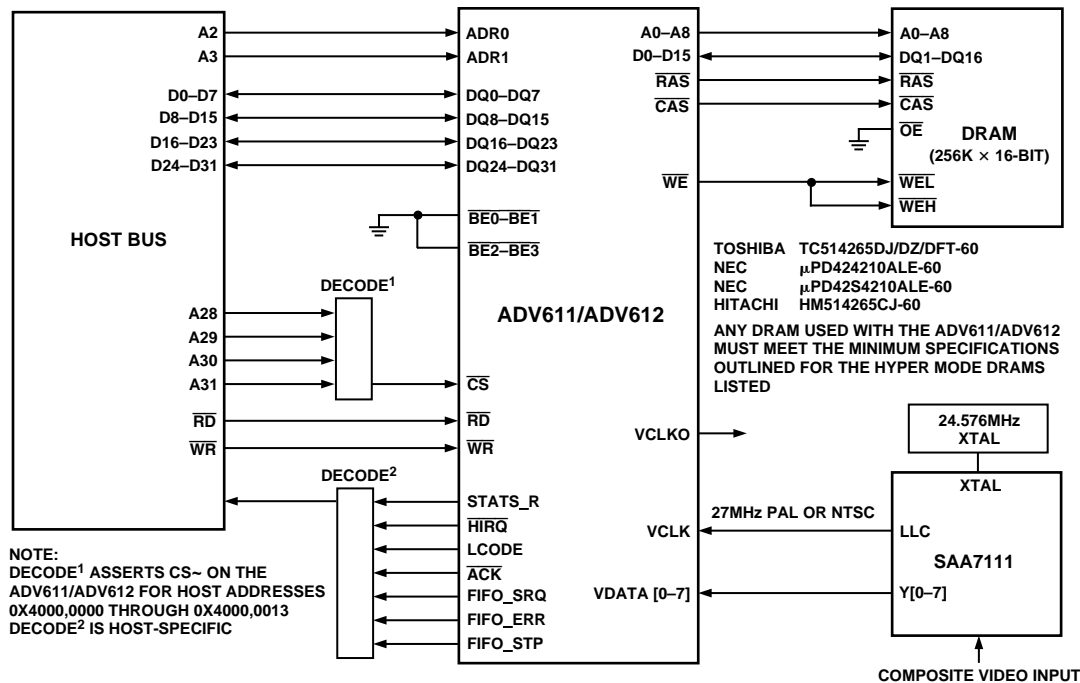 HOST BUS
A2
A3
D0–D7
D8–D15
D16–D23
D24–D31
A28
A29
A30
A31
RD
WR
DECODE1
DECODE2
NOTE:
DECODE1 ASSERTS CS~ ON THE
ADV611/ADV612 FOR HOST ADDRESSES
0X4000,0000 THROUGH 0X4000,0013
DECODE2 IS HOST-SPECIFIC
ADV611/ADV612
ADR0
ADR1
DQ0–DQ7
DQ8–DQ15
DQ16–DQ23
DQ24–DQ31
BE0–BE1
BE2–BE3
CS
RD
WR
STATS_R
HIRQ
LCODE
ACK
FIFO_SRQ
FIFO_ERR
FIFO_STP
A0–A8
D0–D15
RAS
CAS
WE
VCLKO
VCLK
VDATA [0–7]
A0–A8
DQ1–DQ16
RAS
CAS
OE
DRAM
(256K × 16-BIT)
WEL
WEH
TOSHIBA TC514265DJ/DZ/DFT-60
NEC μPD424210ALE-60
NEC μPD42S4210ALE-60
HITACHI HM514265CJ-60
ANY DRAM USED WITH THE ADV611/ADV612
MUST MEET THE MINIMUM SPECIFICATIONS
OUTLINED FOR THE HYPER MODE DRAMS
LISTED
24.576MHz
XTAL
XTAL
27MHz PAL OR NTSC
LLC
SAA7111
Y[0–7]
COMPOSITE VIDEO INPUT